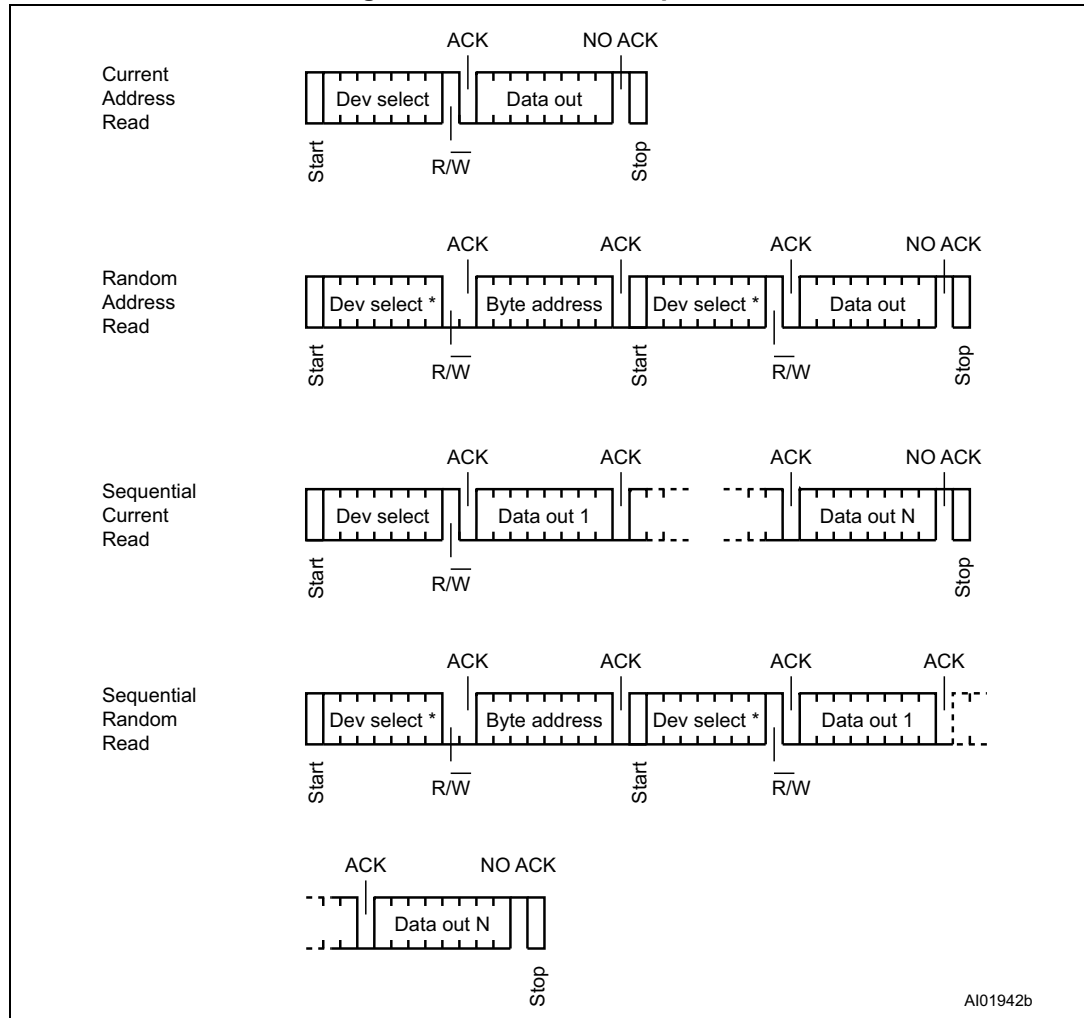 ACK NO ACK
Current
Address
Read
Dev select Data out
Start R/W̅ Stop
ACK ACK ACK NO ACK
Random
Address
Read
Dev select * Byte address Dev select * Data out
Start R/W̅ Start R̅/W Stop
ACK ACK ACK NO ACK
Sequential
Current
Read
Dev select Data out 1 Data out N
Start R/W̅ Stop
ACK ACK ACK ACK
Sequential
Random
Read
Dev select * Byte address Dev select * Data out 1
Start R/W̅ Start R̅/W
ACK NO ACK
Data out N
Stop
AI01942b